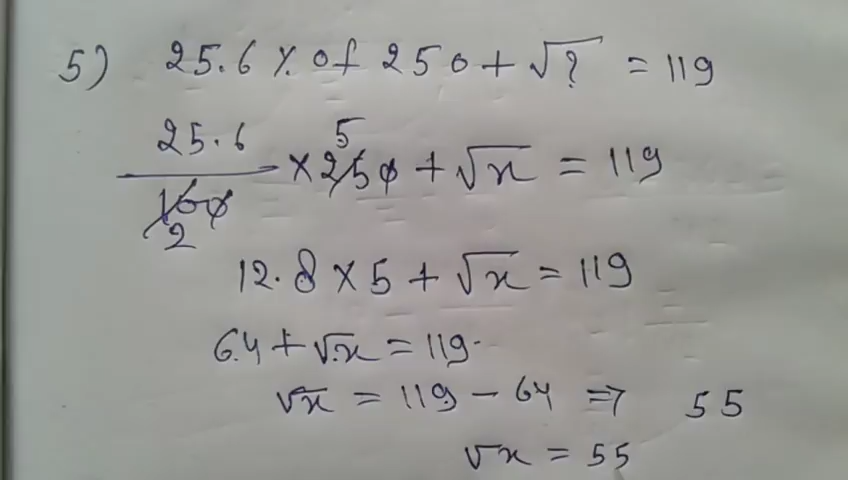 5) 25.6 % of 250 + √? = 119
25.6/100 × 250 + √x = 119
5
2
12.8 × 5 + √x = 119
64 + √x = 119
√x = 119 - 64 ⇒ 55
√x = 55